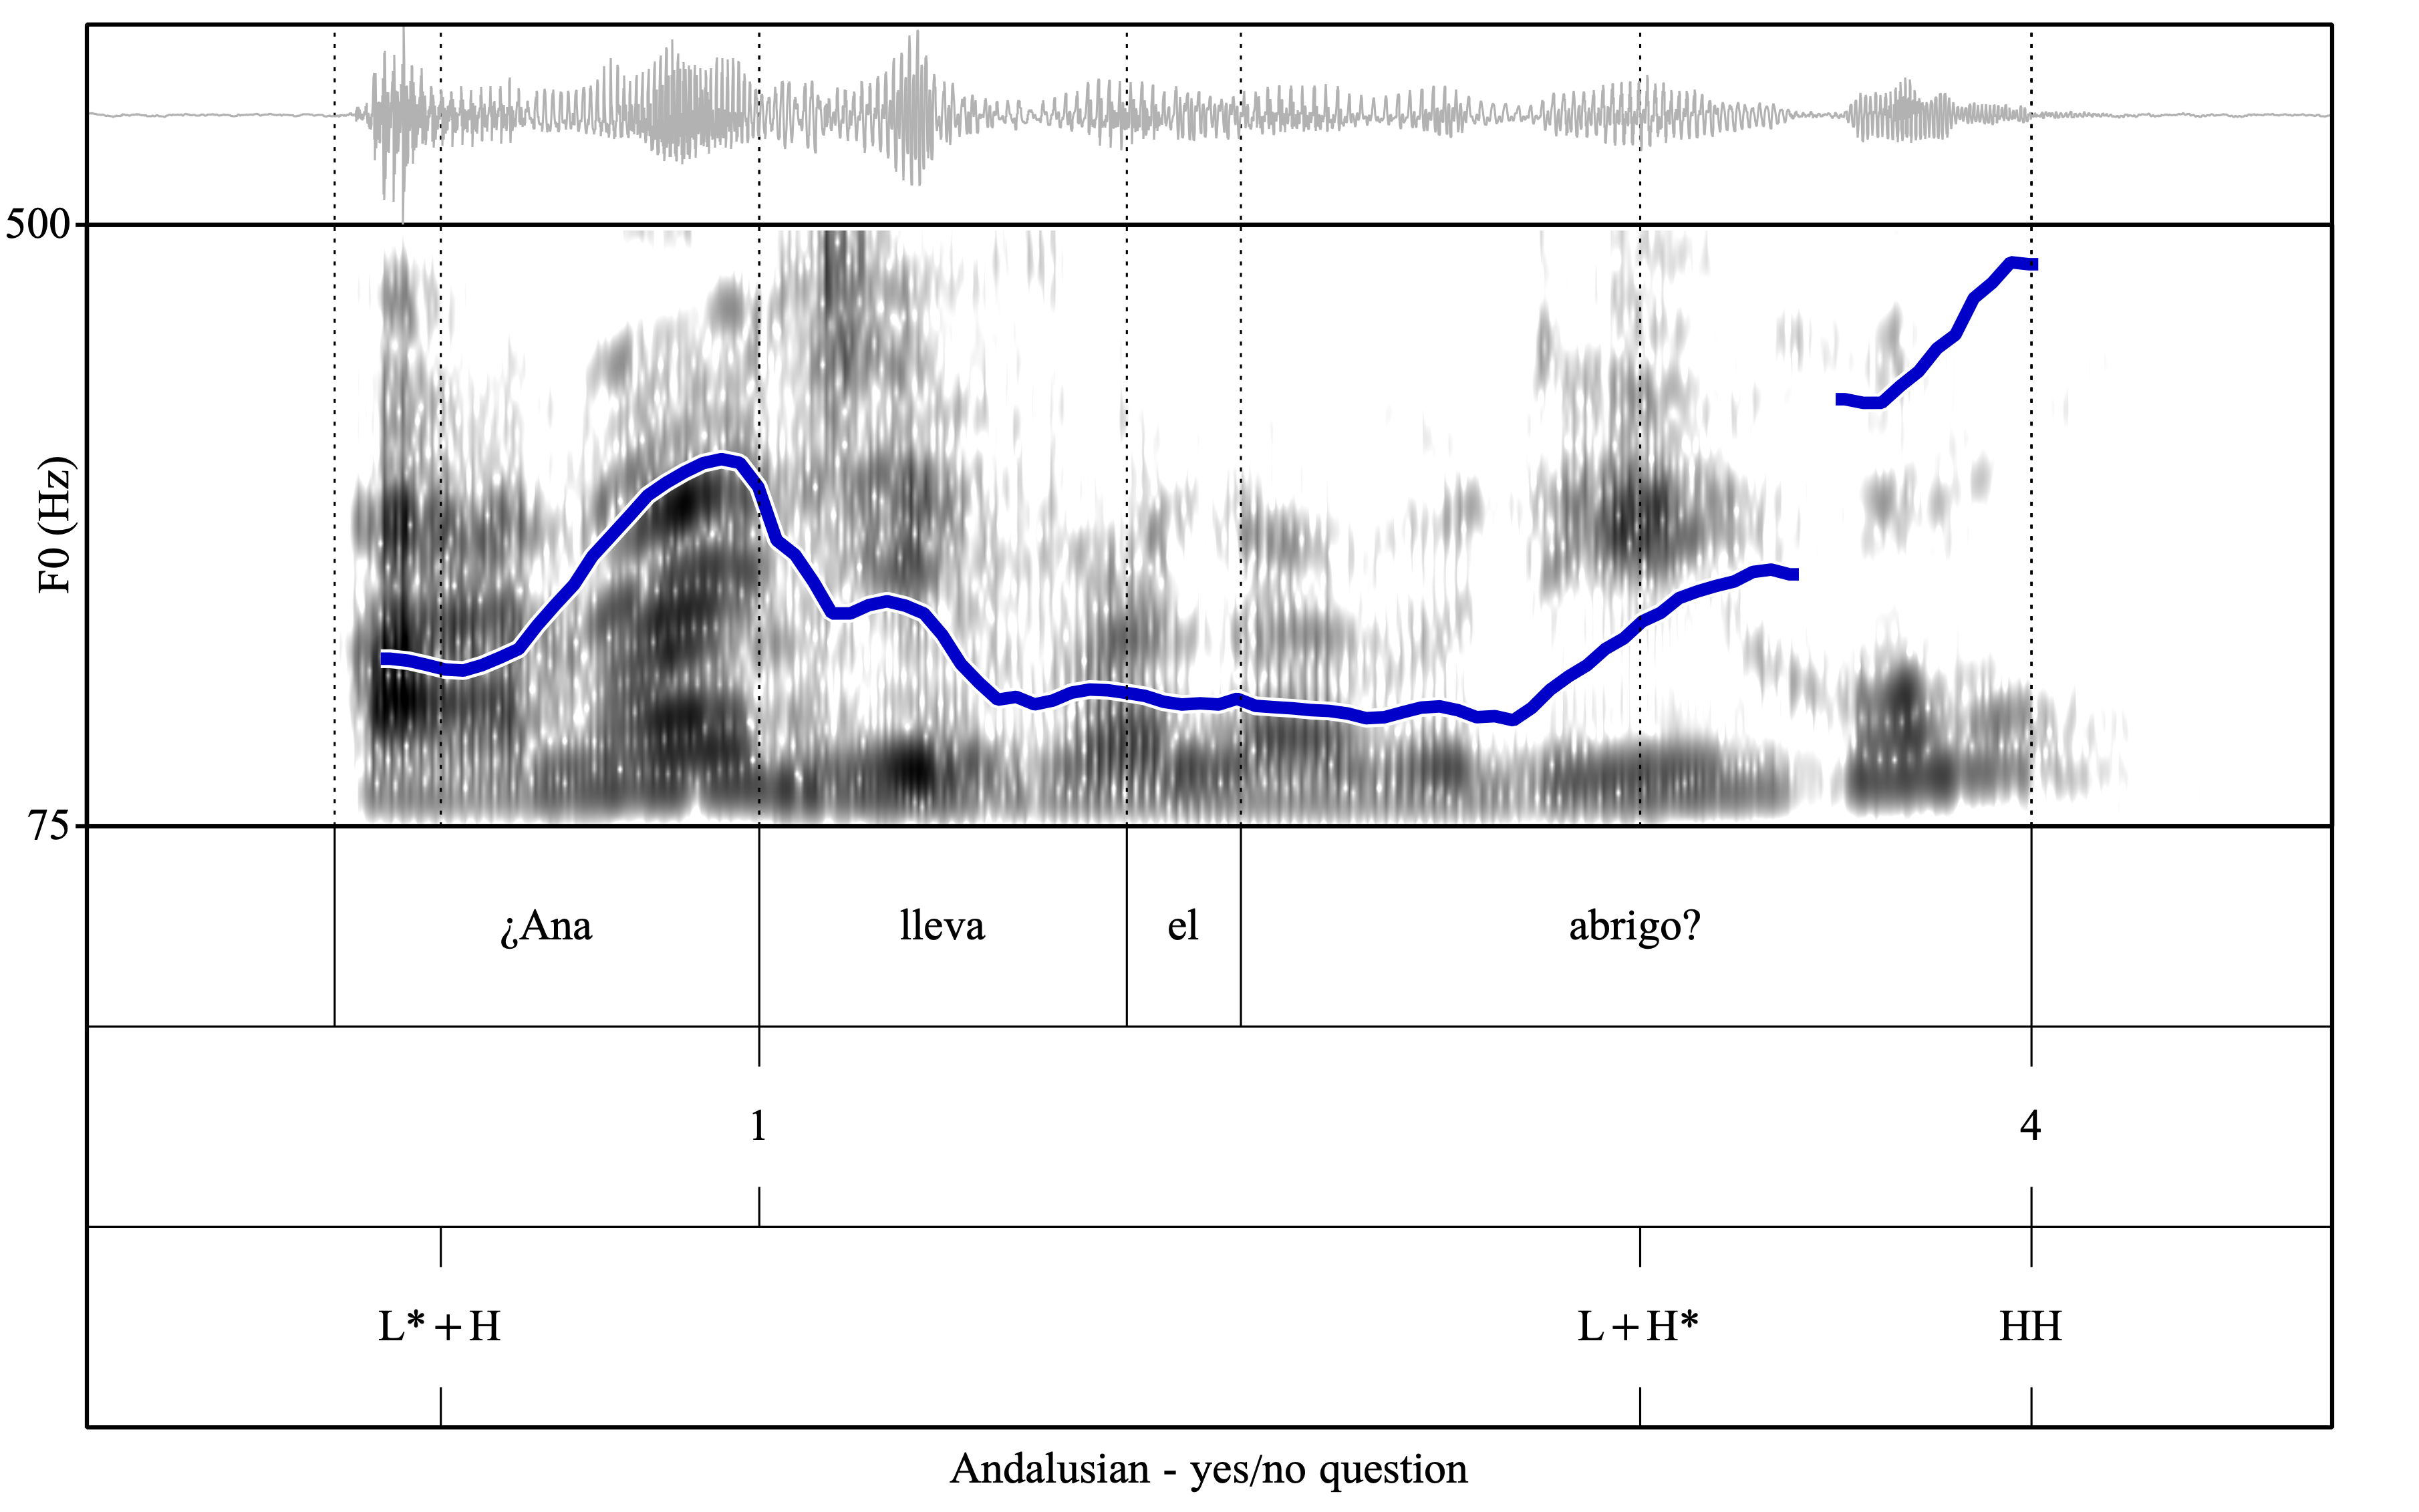 500
F0 (Hz)
75
¿Ana lleva el abrigo?
1 4
L*+H L+H* HH
Andalusian - yes/no question